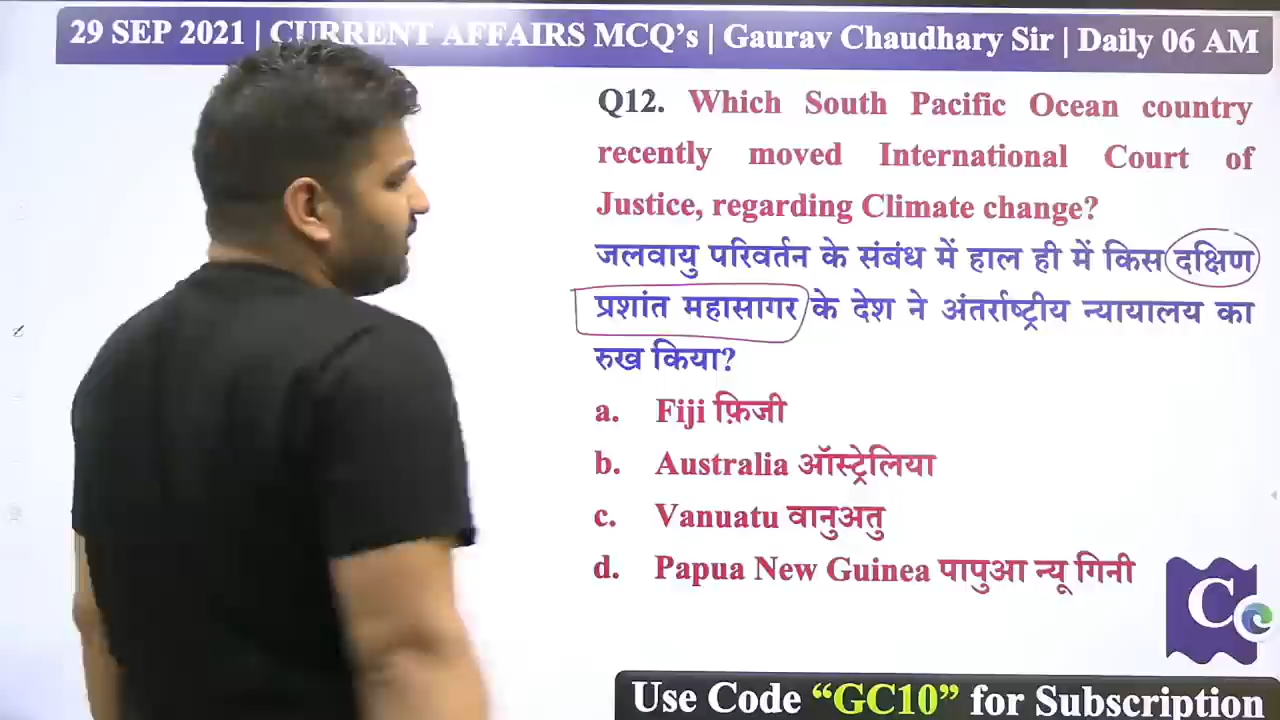 29 SEP 2021 | CURRENT AFFAIRS MCQ’s | Gaurav Chaudhary Sir | Daily 06 AM
Q12. Which South Pacific Ocean country
recently moved International Court of
Justice, regarding Climate change?
जलवायु परिवर्तन के संबंध में हाल ही में किस दक्षिण
प्रशांत महासागर के देश ने अंतर्राष्ट्रीय न्यायालय का
रुख किया?
a. Fiji फ़िजी
b. Australia ऑस्ट्रेलिया
c. Vanuatu वानुअतु
d. Papua New Guinea पापुआ न्यू गिनी
C
Use Code “GC10” for Subscription